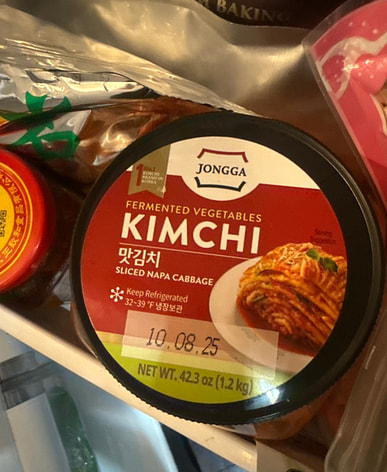 BAKING
JONGGA
FERMENTED VEGETABLES
KIMCHI
맛김치
SLICED NAPA CABBAGE
Keep Refrigerated
32~39 °F 냉장보관
10.08.25
NET WT. 42.3 oz (1.2 kg)